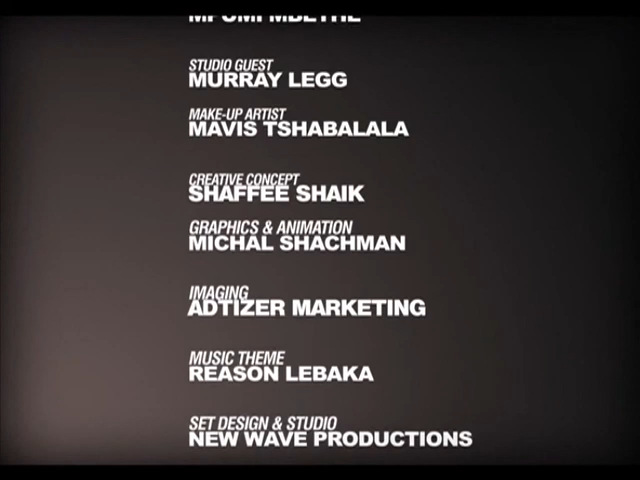 STUDIO GUEST
MURRAY LEGG
MAKE-UP ARTIST
MAVIS TSHABALALA
CREATIVE CONCEPT
SHAFFEE SHAIK
GRAPHICS & ANIMATION
MICHAL SHACHMAN
IMAGING
ADTIZER MARKETING
MUSIC THEME
REASON LEBAKA
SET DESIGN & STUDIO
NEW WAVE PRODUCTIONS